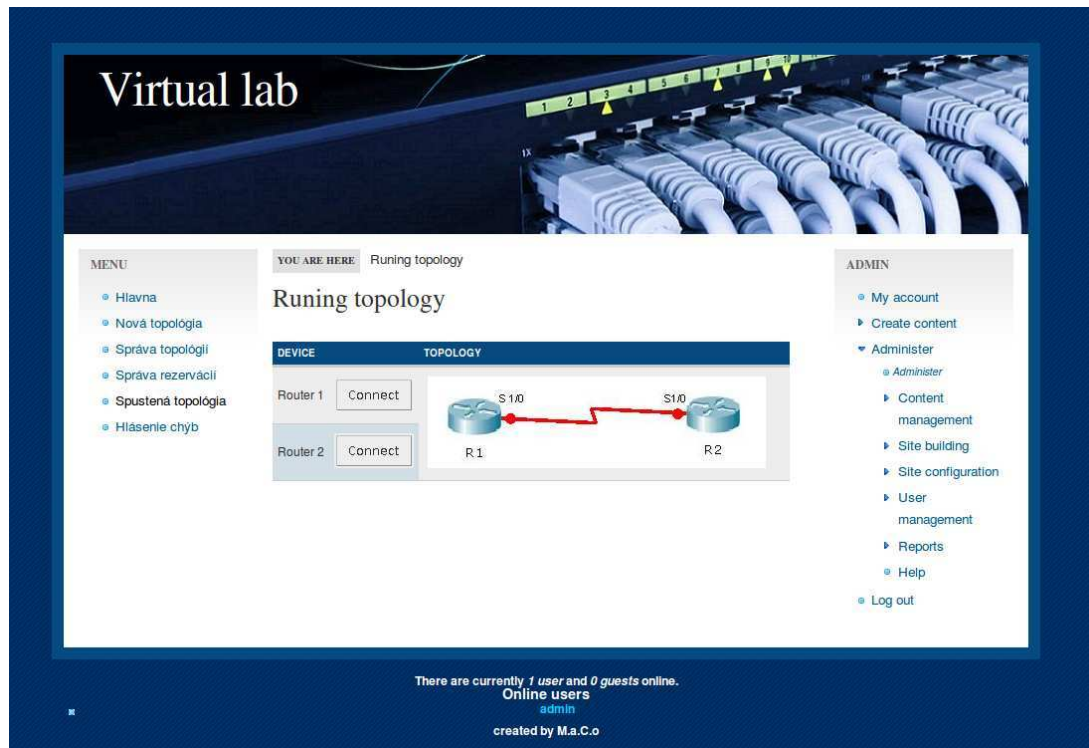 Virtual lab
1 2 3 4 5 6 7 8 9 10
1X
MENU
Hlavna
Nová topológia
Správa topológií
Správa rezervácií
Spustená topológia
Hlásenie chýb
YOU ARE HERE Runing topology
Runing topology
DEVICE TOPOLOGY
Router 1 Connect
Router 2 Connect
S 1/0 S1/0
R 1 R 2
ADMIN
My account
Create content
Administer
Administer
Content
management
Site building
Site configuration
User
management
Reports
Help
Log out
There are currently 1 user and 0 guests online.
Online users
admin
created by M.a.C.o